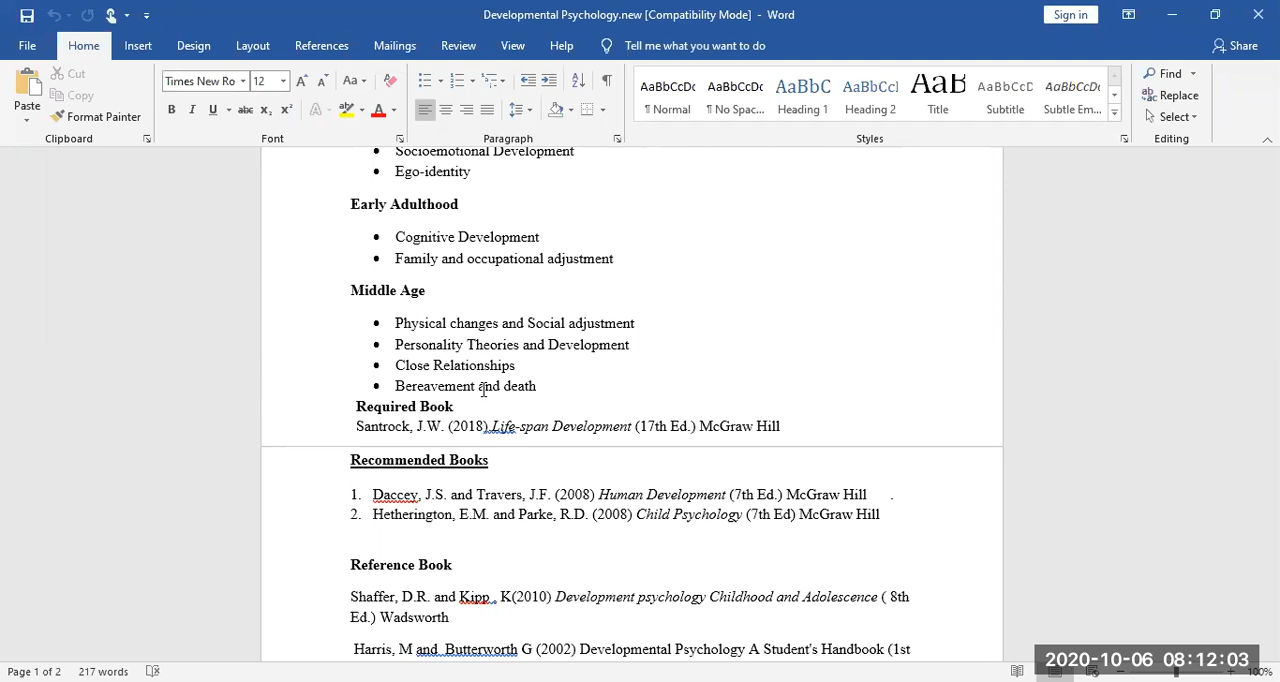 Developmental Psychology.new [Compatibility Mode] - Word
Sign in
File Home Insert Design Layout References Mailings Review View Help Tell me what you want to do Share
Cut
Copy
Paste Format Painter
Clipboard
Times New Ro 12
Font
Paragraph
AaBbCcDc AaBbCcDc AaBbC AaBbCcI AaB AaBbCcD AaBbCcDc
¶ Normal ¶ No Spac... Heading 1 Heading 2 Title Subtitle Subtle Em...
Styles
Find
Replace
Select
Editing
• Socioemotional Development
• Ego-identity
Early Adulthood
• Cognitive Development
• Family and occupational adjustment
Middle Age
• Physical changes and Social adjustment
• Personality Theories and Development
• Close Relationships
• Bereavement and death
Required Book
Santrock, J.W. (2018) Life-span Development (17th Ed.) McGraw Hill
Recommended Books
1. Daccey, J.S. and Travers, J.F. (2008) Human Development (7th Ed.) McGraw Hill .
2. Hetherington, E.M. and Parke, R.D. (2008) Child Psychology (7th Ed) McGraw Hill
Reference Book
Shaffer, D.R. and Kipp , K(2010) Development psychology Childhood and Adolescence ( 8th
Ed.) Wadsworth
Harris, M and Butterworth G (2002) Developmental Psychology A Student's Handbook (1st
Page 1 of 2 217 words
2020-10-06 08:12:03
100%